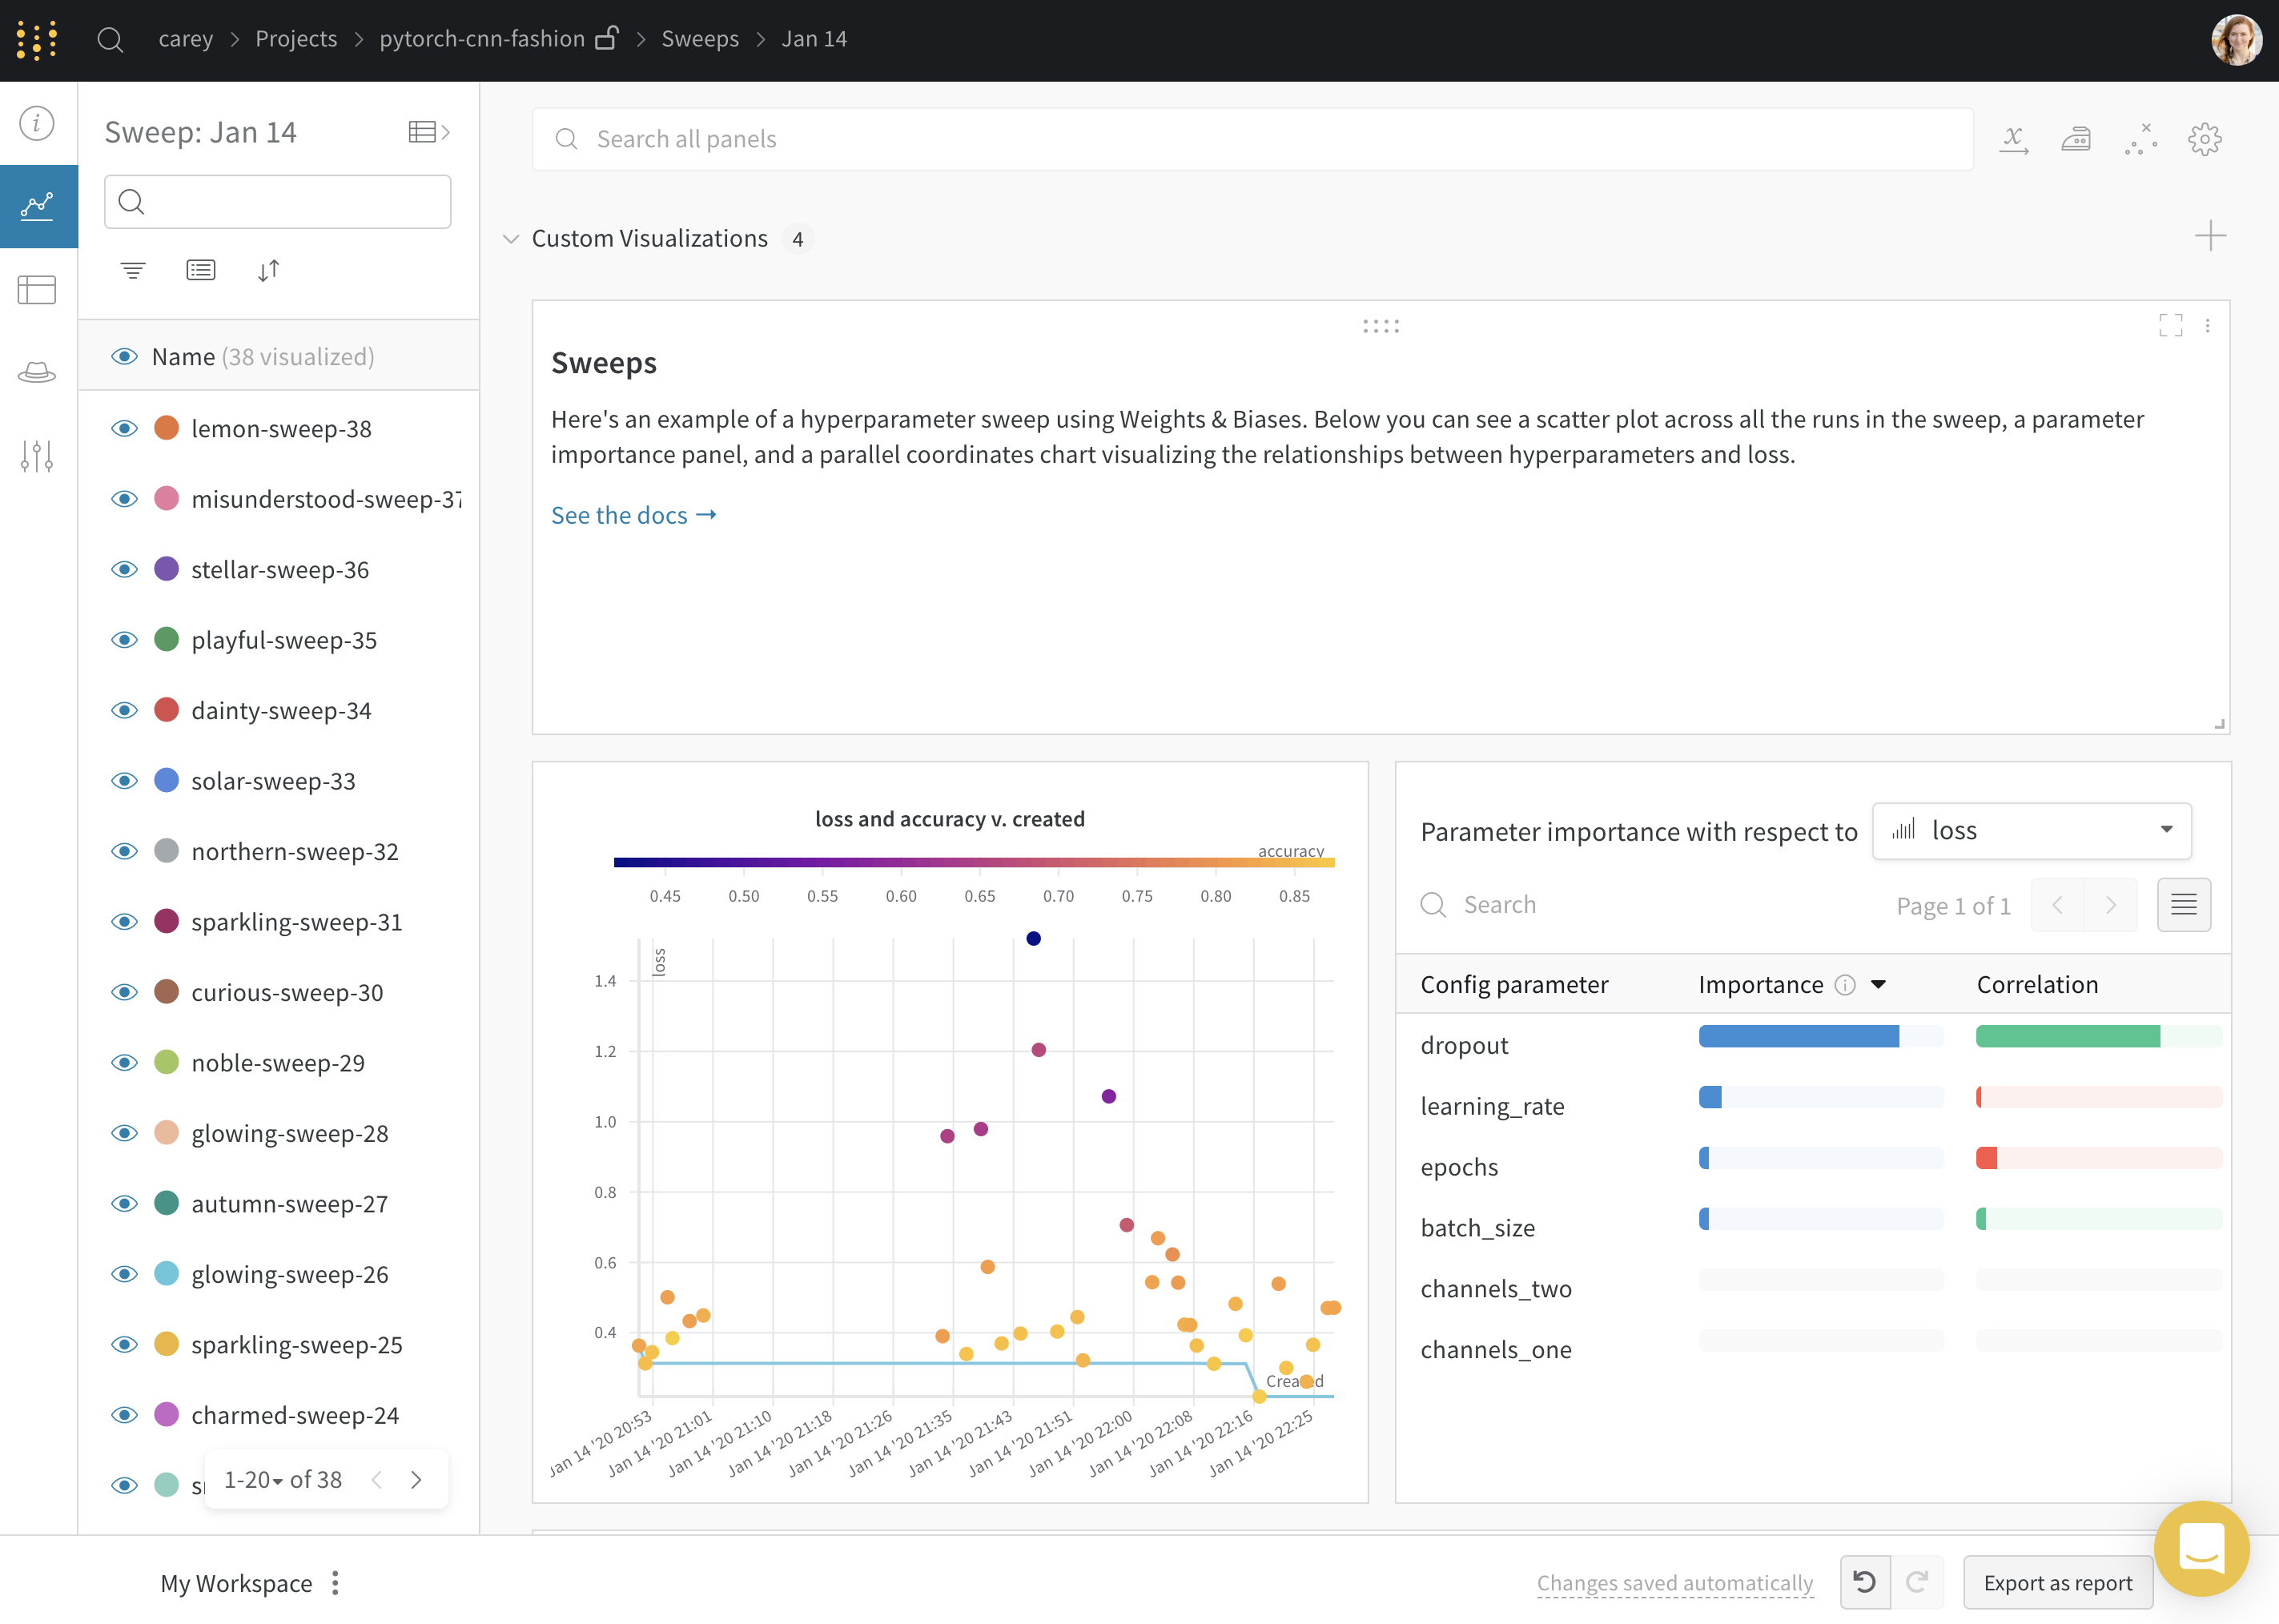 carey > Projects > pytorch-cnn-fashion > Sweeps > Jan 14
Sweep: Jan 14
Name (38 visualized)
lemon-sweep-38
misunderstood-sweep-37
stellar-sweep-36
playful-sweep-35
dainty-sweep-34
solar-sweep-33
northern-sweep-32
sparkling-sweep-31
curious-sweep-30
noble-sweep-29
glowing-sweep-28
autumn-sweep-27
glowing-sweep-26
sparkling-sweep-25
charmed-sweep-24
1-20 of 38
Search all panels
Custom Visualizations 4
Sweeps
Here's an example of a hyperparameter sweep using Weights & Biases. Below you can see a scatter plot across all the runs in the sweep, a parameter
importance panel, and a parallel coordinates chart visualizing the relationships between hyperparameters and loss.
See the docs →
loss and accuracy v. created
accuracy
0.45 0.50 0.55 0.60 0.65 0.70 0.75 0.80 0.85
loss
1.4
1.2
1.0
0.8
0.6
0.4
Created
Jan 14 '20 20:53
Jan 14 '20 21:01
Jan 14 '20 21:10
Jan 14 '20 21:18
Jan 14 '20 21:26
Jan 14 '20 21:35
Jan 14 '20 21:43
Jan 14 '20 21:51
Jan 14 '20 22:00
Jan 14 '20 22:08
Jan 14 '20 22:16
Jan 14 '20 22:25
Parameter importance with respect to loss
Search
Page 1 of 1
Config parameter Importance Correlation
dropout
learning_rate
epochs
batch_size
channels_two
channels_one
My Workspace
Changes saved automatically
Export as report